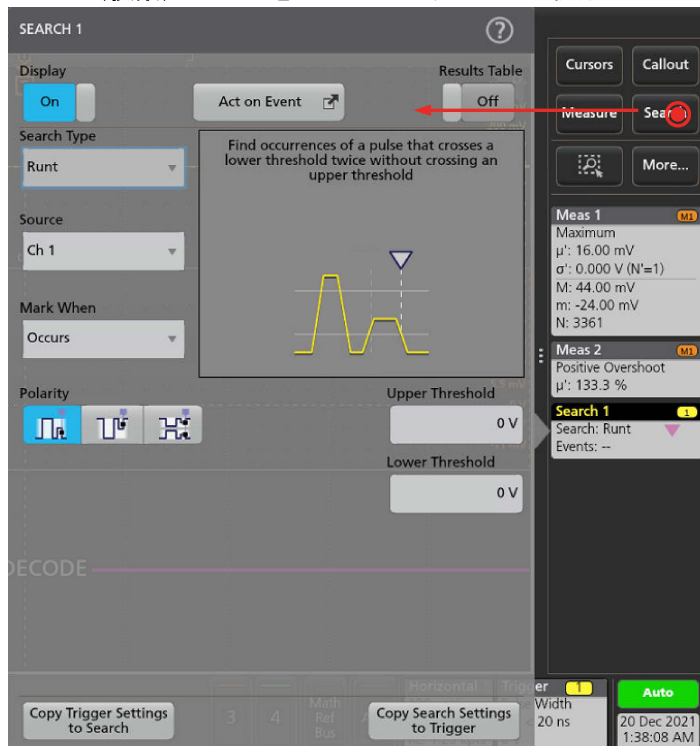 SEARCH 1
?
Display
On
Act on Event
Results Table
Off
Search Type
Runt
Find occurrences of a pulse that crosses a
lower threshold twice without crossing an
upper threshold
Source
Ch 1
Mark When
Occurs
Polarity
Upper Threshold
0 V
Lower Threshold
0 V
DECODE
Copy Trigger Settings
to Search
3
4
Math
Ref
Bus
Horizontal
Copy Search Settings
to Trigger
Cursors
Callout
Measure
Search
More...
Meas 1
M1
Maximum
µ': 16.00 mV
σ': 0.000 V (N'=1)
M: 44.00 mV
m: -24.00 mV
N: 3361
Meas 2
M1
Positive Overshoot
µ': 133.3 %
Search 1
1
Search: Runt
Events: --
Trigger
1
Width
20 ns
Auto
20 Dec 2021
1:38:08 AM